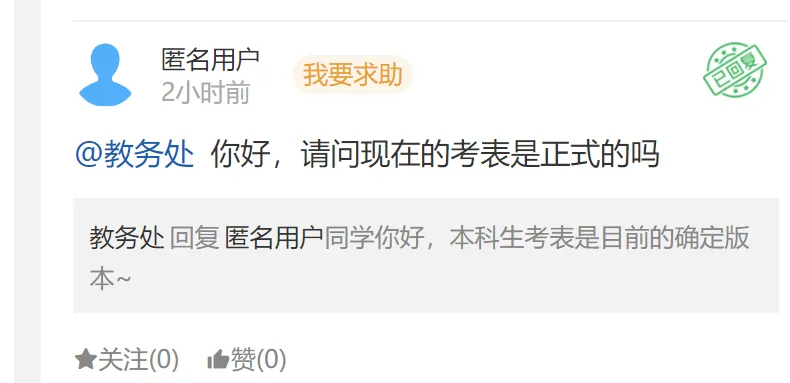 匿名用户
我要求助
2小时前
已回复
@教务处 你好，请问现在的考表是正式的吗
教务处 回复 匿名用户同学你好，本科生考表是目前的确定版
本~
关注(0) 赞(0)